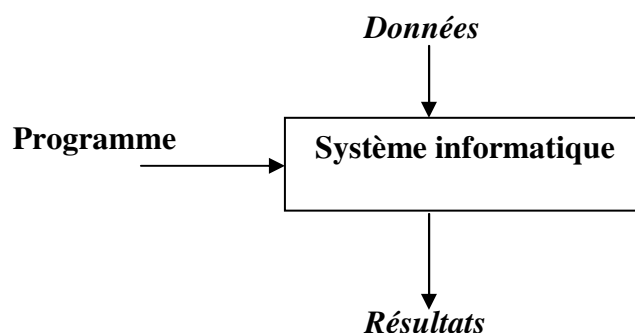 Données
Programme
Système informatique
Résultats